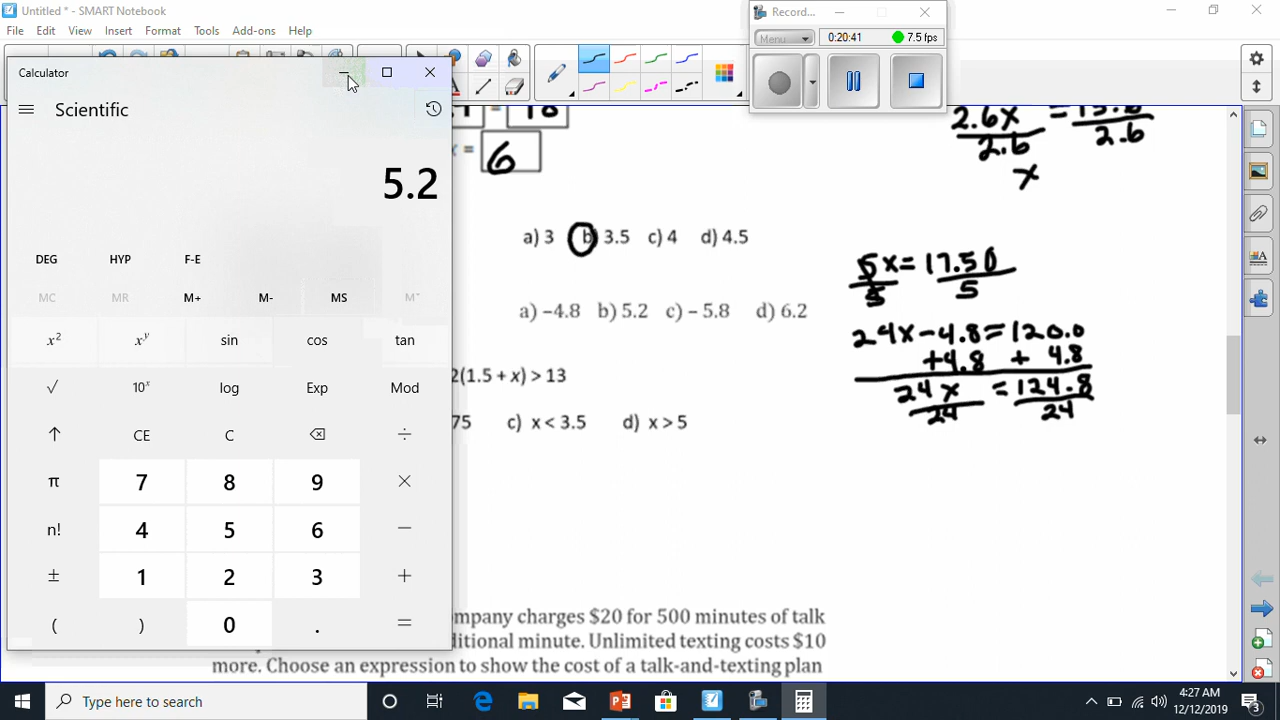 Untitled * - SMART Notebook
File Edit View Insert Format Tools Add-ons Help
Record...
Menu 0:20:41 7.5 fps
Calculator
Scientific
5.2
DEG HYP F-E
MC MR M+ M- MS M˅
x² xʸ sin cos tan
√ 10ˣ log Exp Mod
↑ CE C ⌫ ÷
π 7 8 9 ×
n! 4 5 6 −
± 1 2 3 +
( ) 0 . =
= 18
x = 6
2.6x =
2.6 2.6
x
a) 3 b) 3.5 c) 4 d) 4.5
5x = 17.50
5 5
a) –4.8 b) 5.2 c) – 5.8 d) 6.2
24x – 4.8 = 120.0
+4.8 + 4.8
24x = 124.8
24 24
2(1.5 + x) > 13
75 c) x < 3.5 d) x > 5
mpany charges $20 for 500 minutes of talk
ditional minute. Unlimited texting costs $10
more. Choose an expression to show the cost of a talk-and-texting plan
Type here to search
4:27 AM
12/12/2019
3